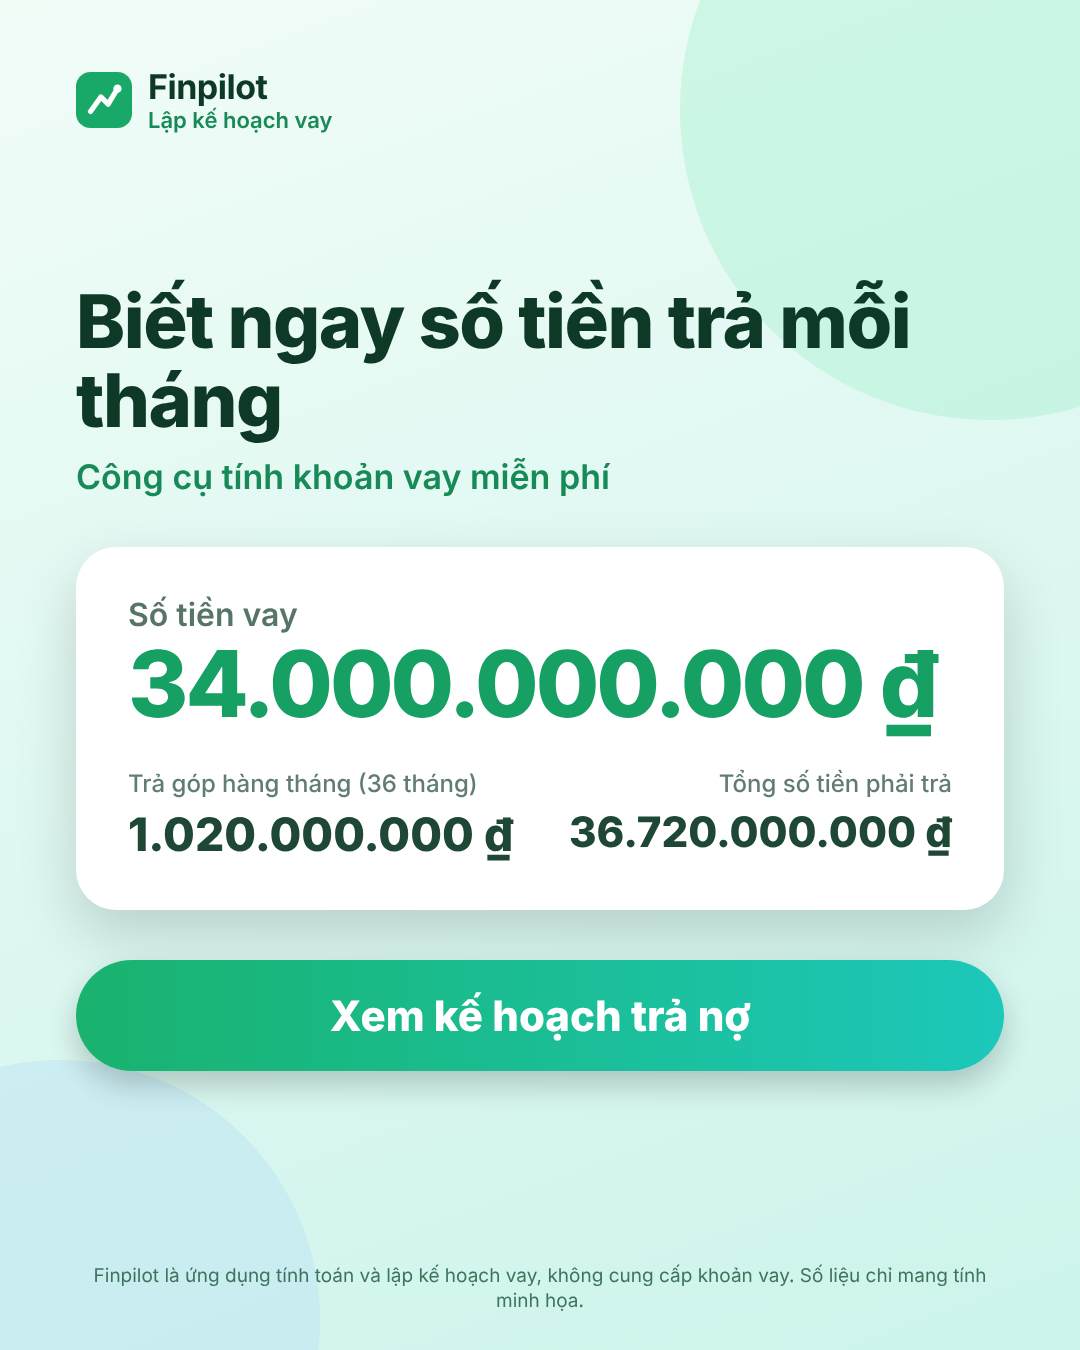 Finpilot
Lập kế hoạch vay
Biết ngay số tiền trả mỗi
tháng
Công cụ tính khoản vay miễn phí
Số tiền vay
34.000.000.000 ₫
Trả góp hàng tháng (36 tháng)
1.020.000.000 ₫
Tổng số tiền phải trả
36.720.000.000 ₫
Xem kế hoạch trả nợ
Finpilot là ứng dụng tính toán và lập kế hoạch vay, không cung cấp khoản vay. Số liệu chỉ mang tính
minh họa.